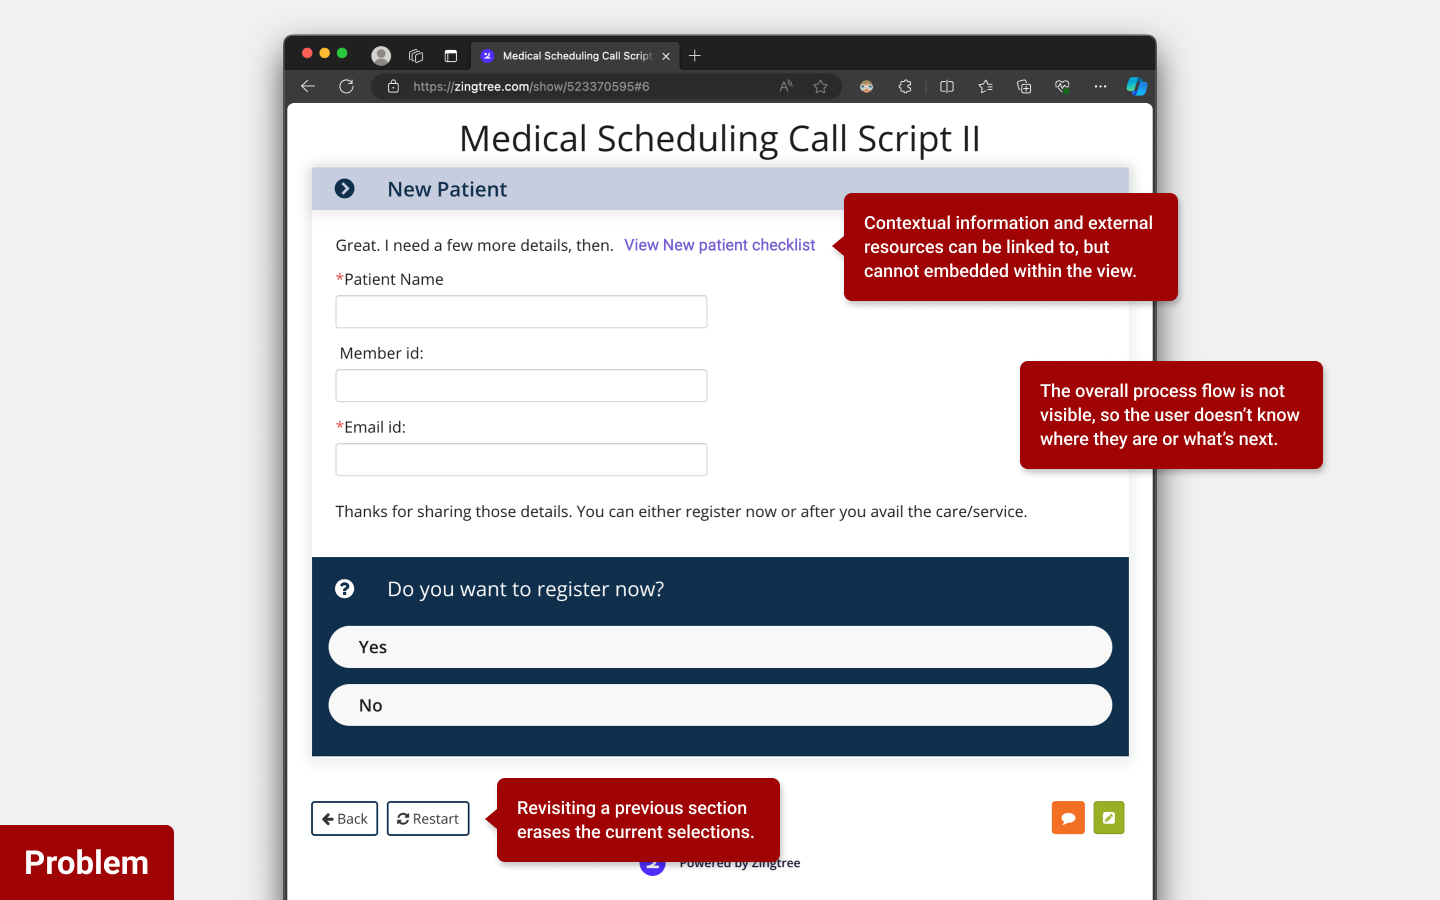 Medical Scheduling Call Script
https://zingtree.com/show/523370595#6
Medical Scheduling Call Script II
New Patient
Great. I need a few more details, then. View New patient checklist
Contextual information and external
resources can be linked to, but
cannot embedded within the view.
*Patient Name
Member id:
The overall process flow is not
visible, so the user doesn’t know
where they are or what’s next.
*Email id:
Thanks for sharing those details. You can either register now or after you avail the care/service.
Do you want to register now?
Yes
No
Back
Restart
Revisiting a previous section
erases the current selections.
Powered by Zingtree
Problem